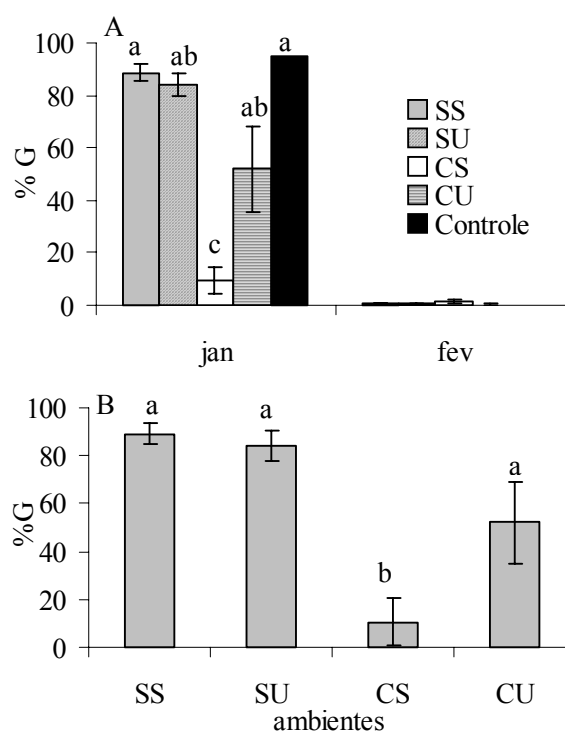 A
% G
100
80
60
40
20
0
a
ab
c
ab
a
SS
SU
CS
CU
Controle
jan
fev
B
%G
100
80
60
40
20
0
a
a
b
a
SS SU CS CU
ambientes